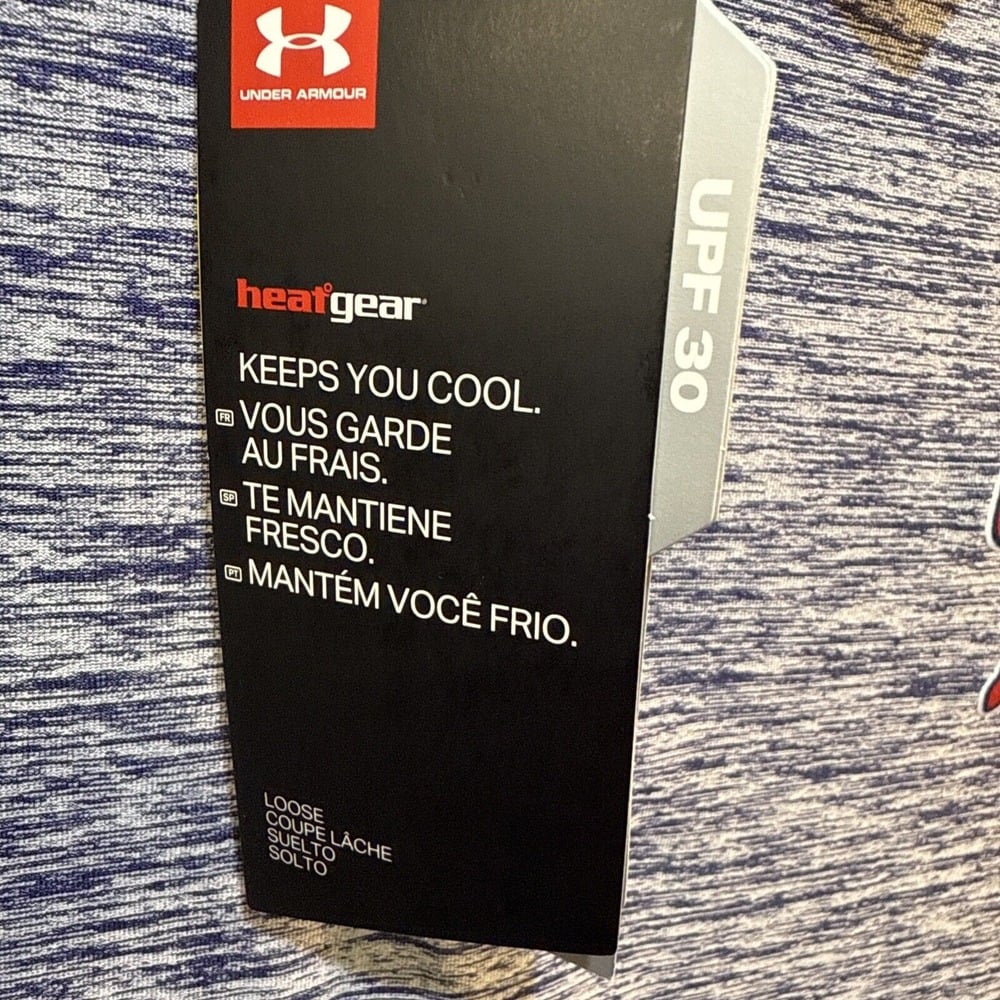 UNDER ARMOUR
heatgear
KEEPS YOU COOL.
FR VOUS GARDE
AU FRAIS.
SP TE MANTIENE
FRESCO.
PT MANTÉM VOCÊ FRIO.
LOOSE
COUPE LÂCHE
SUELTO
SOLTO
UPF 30